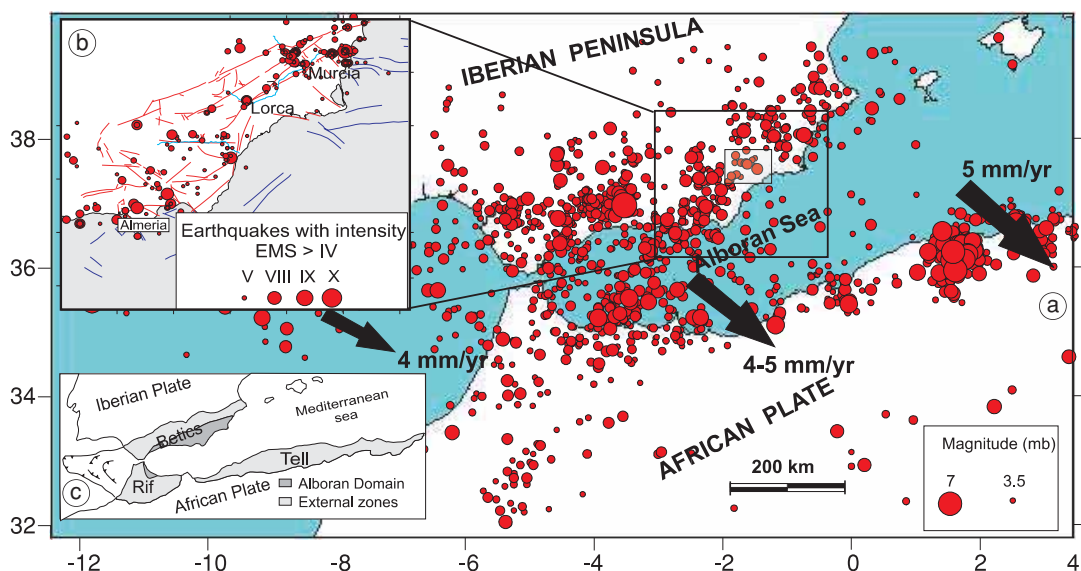 b
Murcia
Lorca
Almeria
Earthquakes with intensity
EMS > IV
V VIII IX X
IBERIAN PENINSULA
5 mm/yr
Alboran Sea
a
4 mm/yr
4-5 mm/yr
AFRICAN PLATE
200 km
Magnitude (mb)
7 3.5
Iberian Plate
Mediterranean
sea
Betics
Tell
Rif
African Plate
Alboran Domain
External zones
c
38
36
34
32
-12 -10 -8 -6 -4 -2 0 2 4